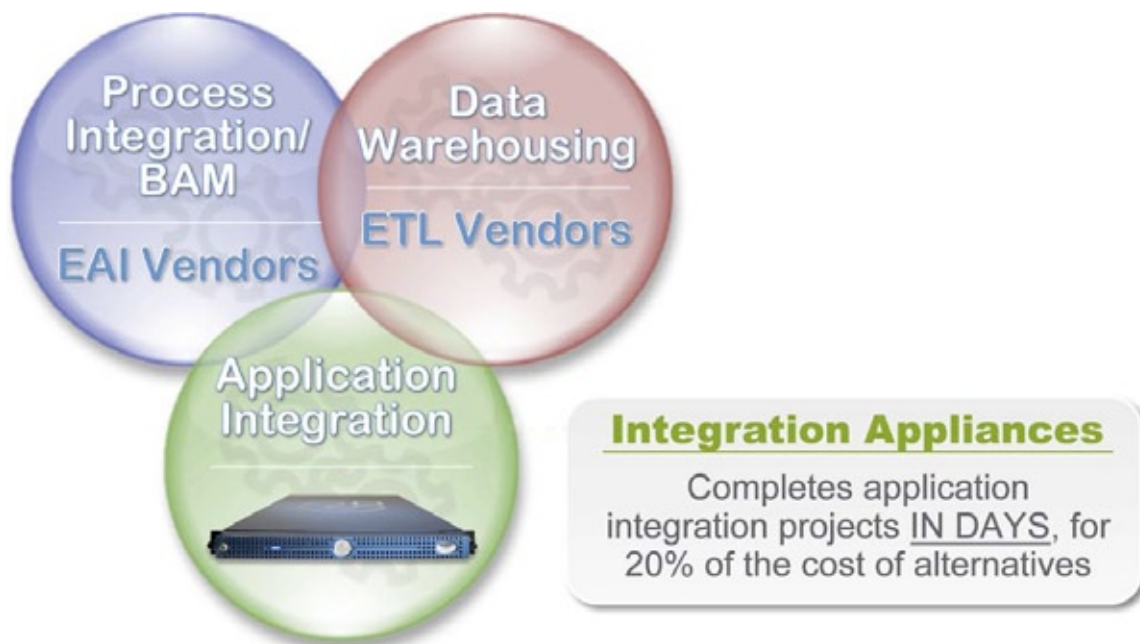 Process
Integration/
BAM
EAI Vendors
Data
Warehousing
ETL Vendors
Application
Integration
Integration Appliances
Completes application
integration projects IN DAYS, for
20% of the cost of alternatives